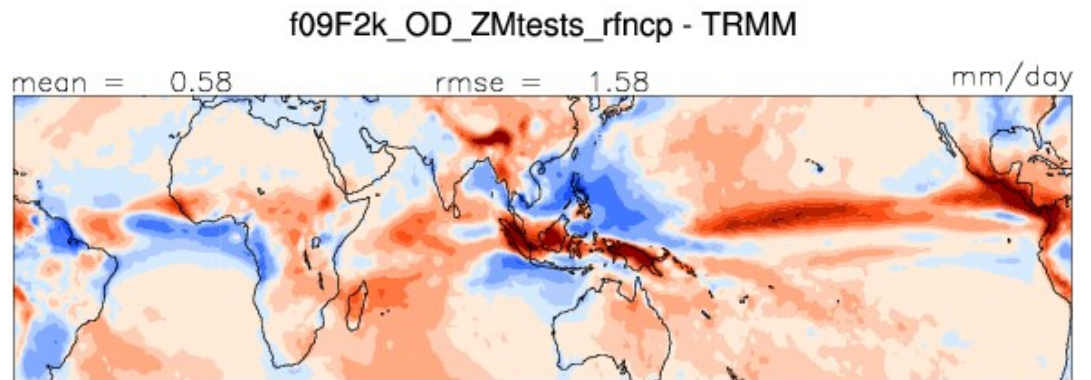 f09F2k_OD_ZMtests_rfncp - TRMM
mean = 0.58 rmse = 1.58 mm/day